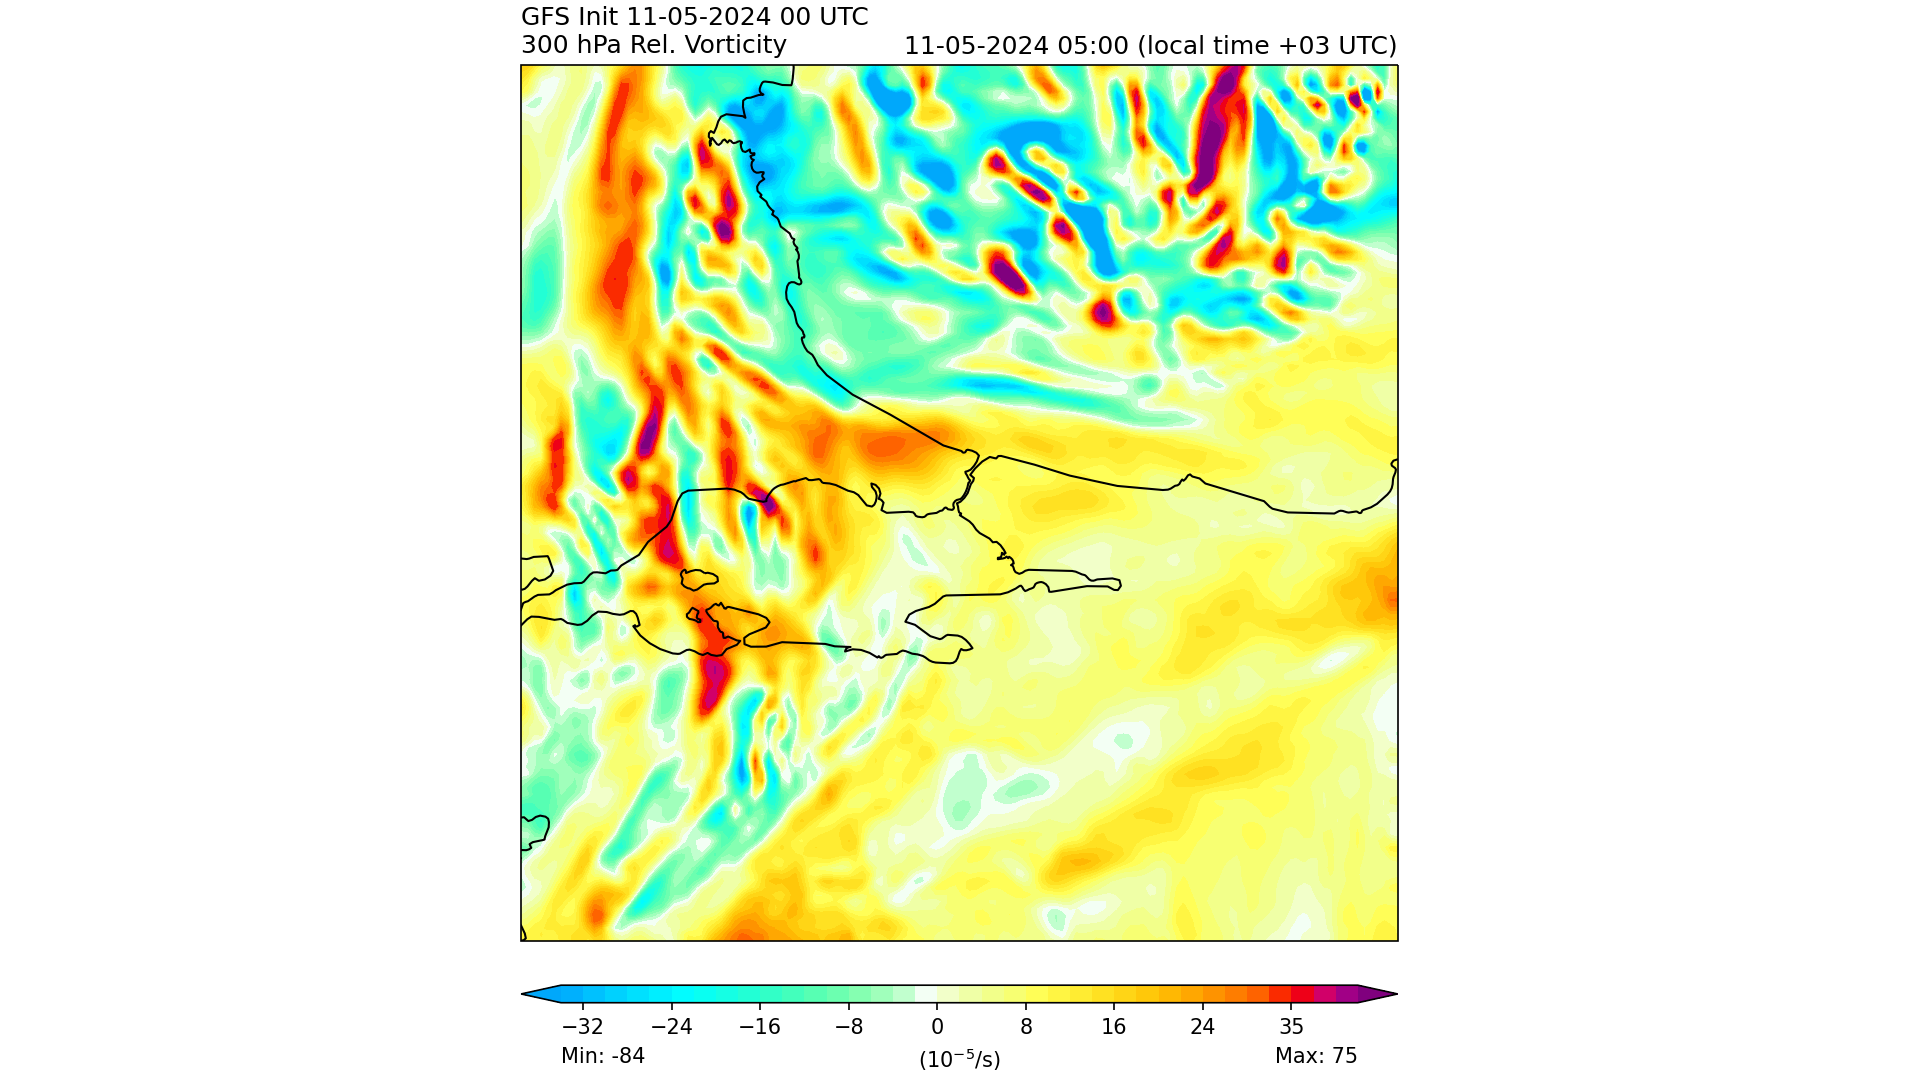 GFS Init 11-05-2024 00 UTC
300 hPa Rel. Vorticity
11-05-2024 05:00 (local time +03 UTC)
−32 −24 −16 −8 0 8 16 24 35
Min: -84
(10⁻⁵/s)
Max: 75